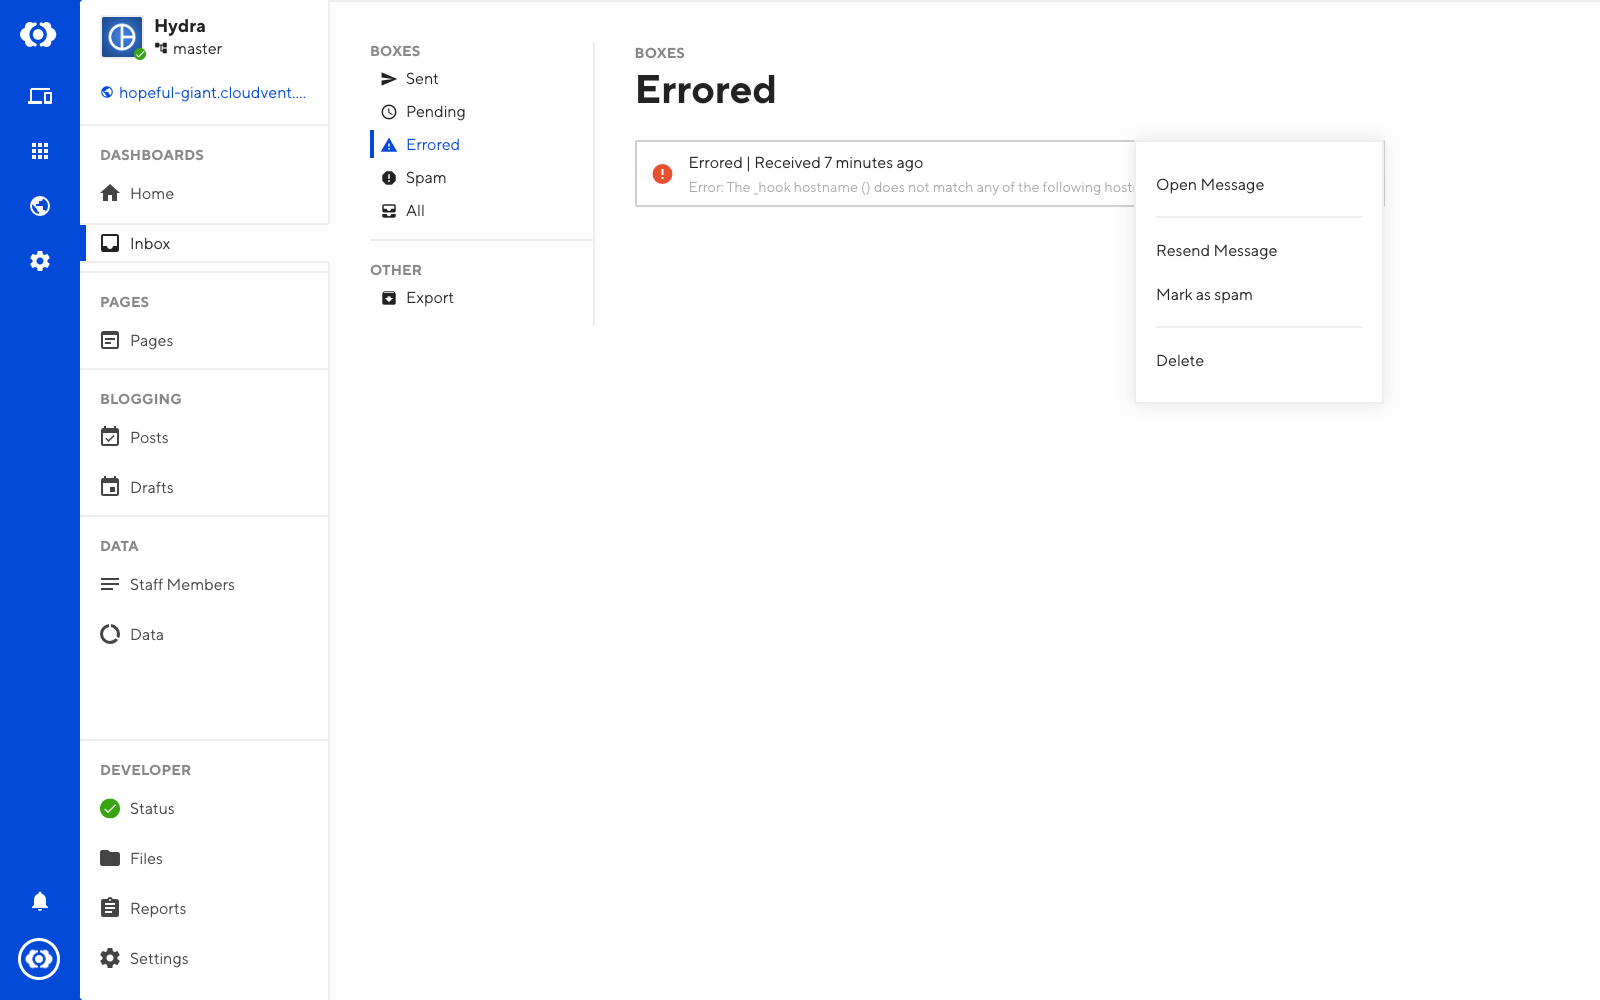 Hydra
master
hopeful-giant.cloudvent....
DASHBOARDS
Home
Inbox
PAGES
Pages
BLOGGING
Posts
Drafts
DATA
Staff Members
Data
DEVELOPER
Status
Files
Reports
Settings
BOXES
Sent
Pending
Errored
Spam
All
OTHER
Export
BOXES
Errored
Errored | Received 7 minutes ago
Error: The _hook hostname () does not match any of the following host
Open Message
Resend Message
Mark as spam
Delete